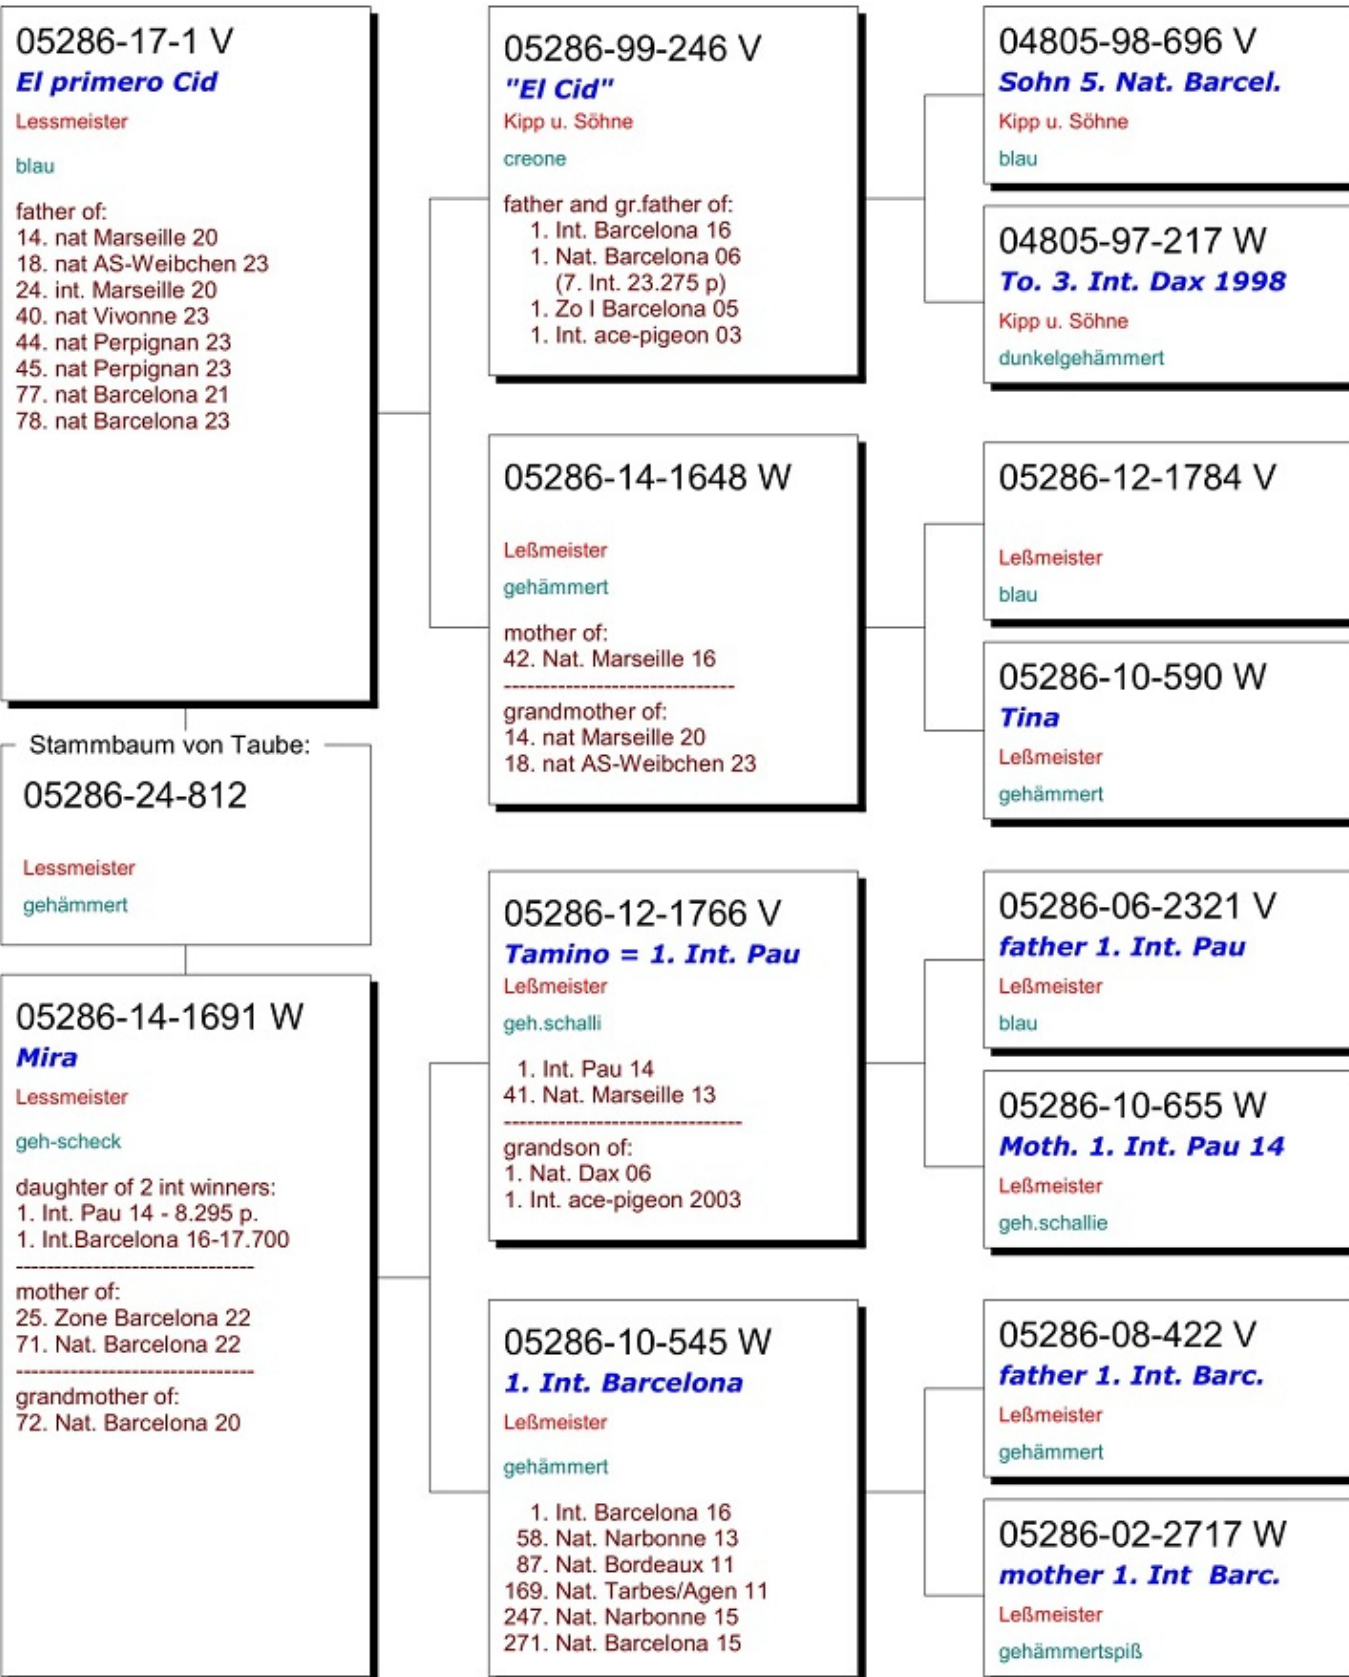 05286-17-1 V
El primero Cid
Lessmeister
blau
father of:
14. nat Marseille 20
18. nat AS-Weibchen 23
24. int. Marseille 20
40. nat Vivonne 23
44. nat Perpignan 23
45. nat Perpignan 23
77. nat Barcelona 21
78. nat Barcelona 23
Stammbaum von Taube:
05286-24-812
Lessmeister
gehämmert
05286-14-1691 W
Mira
Lessmeister
geh-scheck
daughter of 2 int winners:
1. Int. Pau 14 - 8.295 p.
1. Int.Barcelona 16-17.700
------------------------------
mother of:
25. Zone Barcelona 22
71. Nat. Barcelona 22
------------------------------
grandmother of:
72. Nat. Barcelona 20
05286-99-246 V
"El Cid"
Kipp u. Söhne
creone
father and gr.father of:
1. Int. Barcelona 16
1. Nat. Barcelona 06
(7. Int. 23.275 p)
1. Zo I Barcelona 05
1. Int. ace-pigeon 03
05286-14-1648 W
Leßmeister
gehämmert
mother of:
42. Nat. Marseille 16
-----------------------------
grandmother of:
14. nat Marseille 20
18. nat AS-Weibchen 23
05286-12-1766 V
Tamino = 1. Int. Pau
Leßmeister
geh.schalli
1. Int. Pau 14
41. Nat. Marseille 13
------------------------------
grandson of:
1. Nat. Dax 06
1. Int. ace-pigeon 2003
05286-10-545 W
1. Int. Barcelona
Leßmeister
gehämmert
1. Int. Barcelona 16
58. Nat. Narbonne 13
87. Nat. Bordeaux 11
169. Nat. Tarbes/Agen 11
247. Nat. Narbonne 15
271. Nat. Barcelona 15
04805-98-696 V
Sohn 5. Nat. Barcel.
Kipp u. Söhne
blau
04805-97-217 W
To. 3. Int. Dax 1998
Kipp u. Söhne
dunkelgehämmert
05286-12-1784 V
Leßmeister
blau
05286-10-590 W
Tina
Leßmeister
gehämmert
05286-06-2321 V
father 1. Int. Pau
Leßmeister
blau
05286-10-655 W
Moth. 1. Int. Pau 14
Leßmeister
geh.schallie
05286-08-422 V
father 1. Int. Barc.
Leßmeister
gehämmert
05286-02-2717 W
mother 1. Int Barc.
Leßmeister
gehämmertspiß